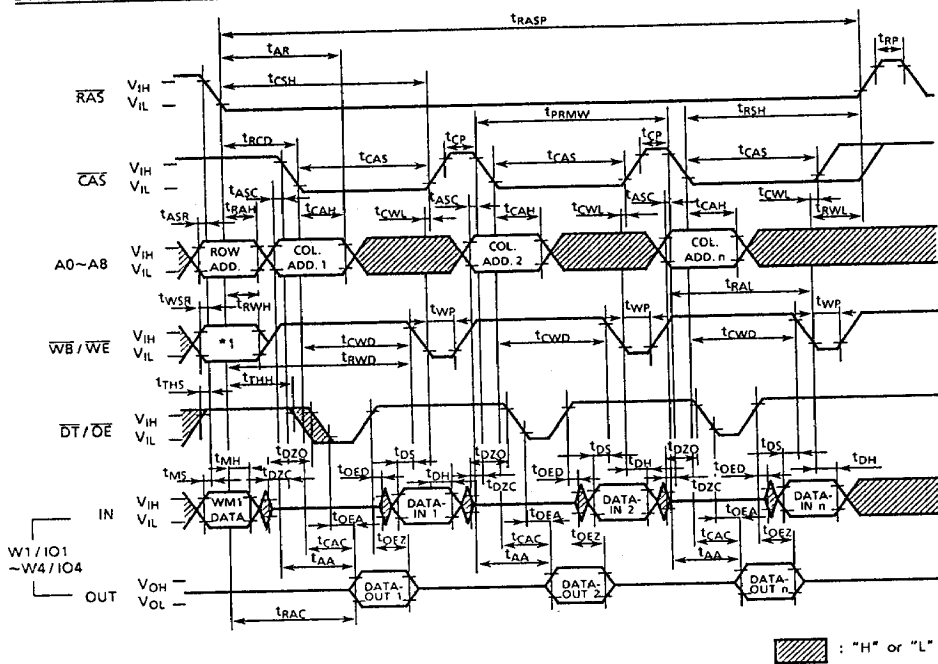 tRASP
tAR
tRP
tCSH
RAS
VIH
VIL
tPRMW
tRSH
tRCD
tCP
tCP
CAS
VIH
VIL
tCAS
tCAS
tCAS
tASR
tRAH
tASC
tCAH
tCWL
tASC
tCAH
tCWL
tASC
tCAH
tCWL
tRWL
A0~A8
VIH
VIL
ROW ADD.
COL. ADD. 1
COL. ADD. 2
COL. ADD. n
tWSR
tRWH
tWP
tWP
tRAL
tWP
WB/WE
VIH
VIL
*1
tCWD
tCWD
tCWD
tRWD
tTHS
tTHH
DT/OE
VIH
VIL
tMS
tMH
tDZO
tDZC
tOED
tDS
tDH
tDZO
tDZC
tOED
tDS
tDH
tDZO
tDZC
tOED
tDS
tDH
IN
VIH
VIL
WM1 DATA
DATA-IN 1
DATA-IN 2
DATA-IN n
W1/IO1
~W4/IO4
tOEA
tCAC
tOEZ
tAA
tOEA
tCAC
tOEZ
tAA
tOEA
tCAC
tOEZ
tAA
OUT
VOH
VOL
DATA-OUT 1
DATA-OUT 2
DATA-OUT n
tRAC
: "H" or "L"